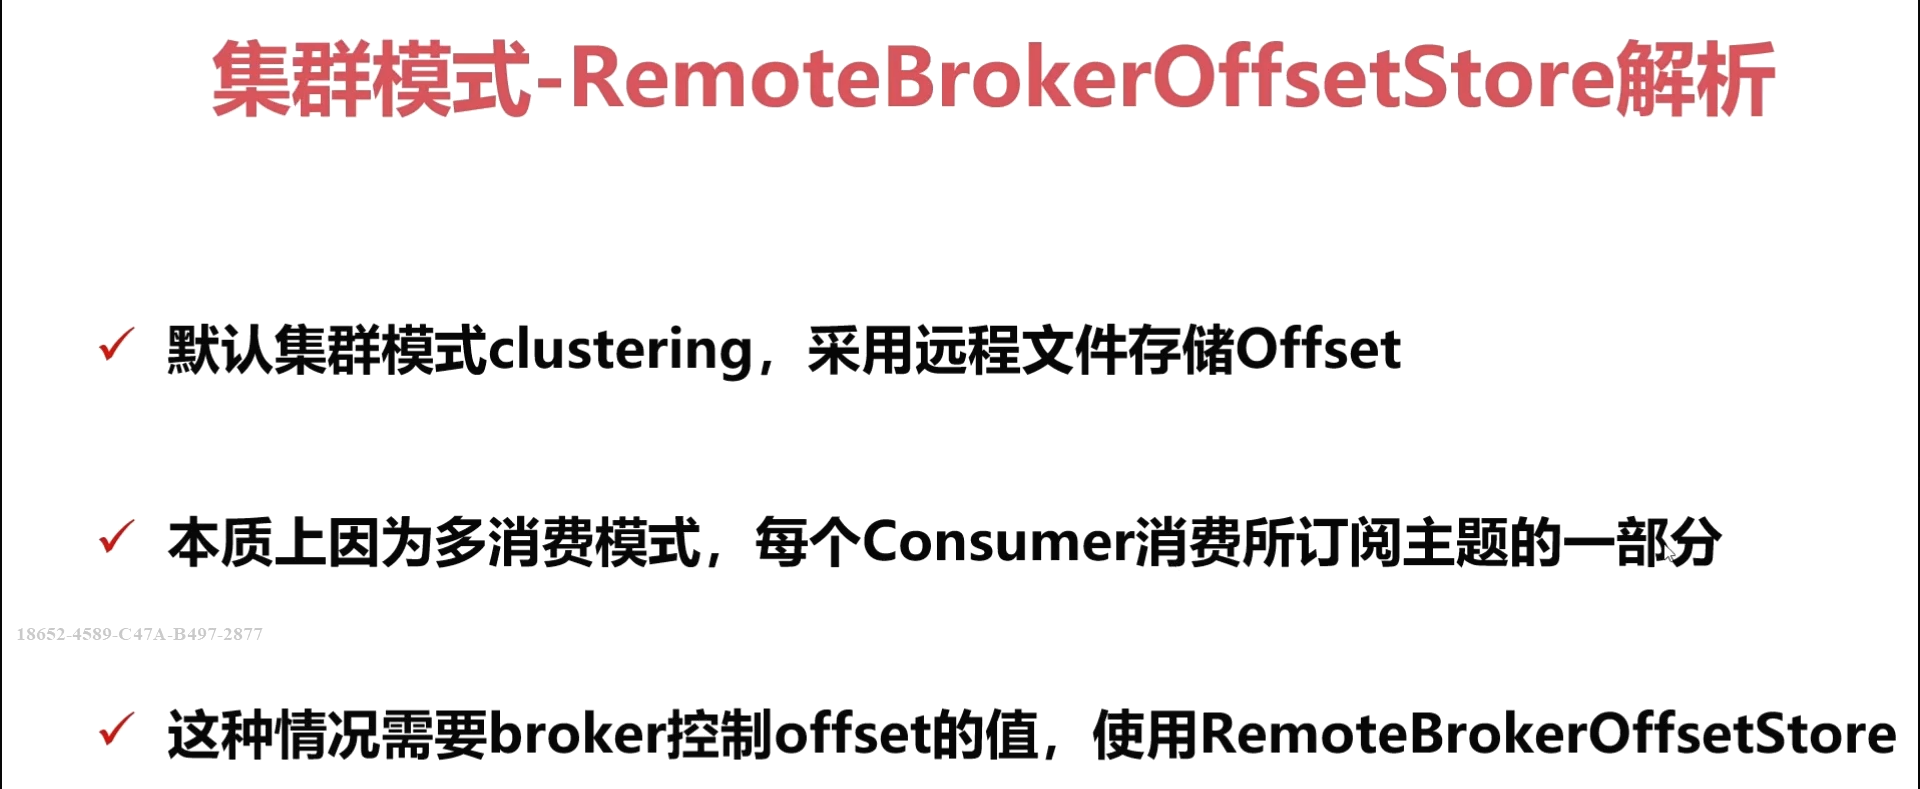 集群模式-RemoteBrokerOffsetStore解析
默认集群模式clustering，采用远程文件存储Offset
本质上因为多消费模式，每个Consumer消费所订阅主题的一部分
18652-4589-C47A-B497-2877
这种情况需要broker控制offset的值，使用RemoteBrokerOffsetStore